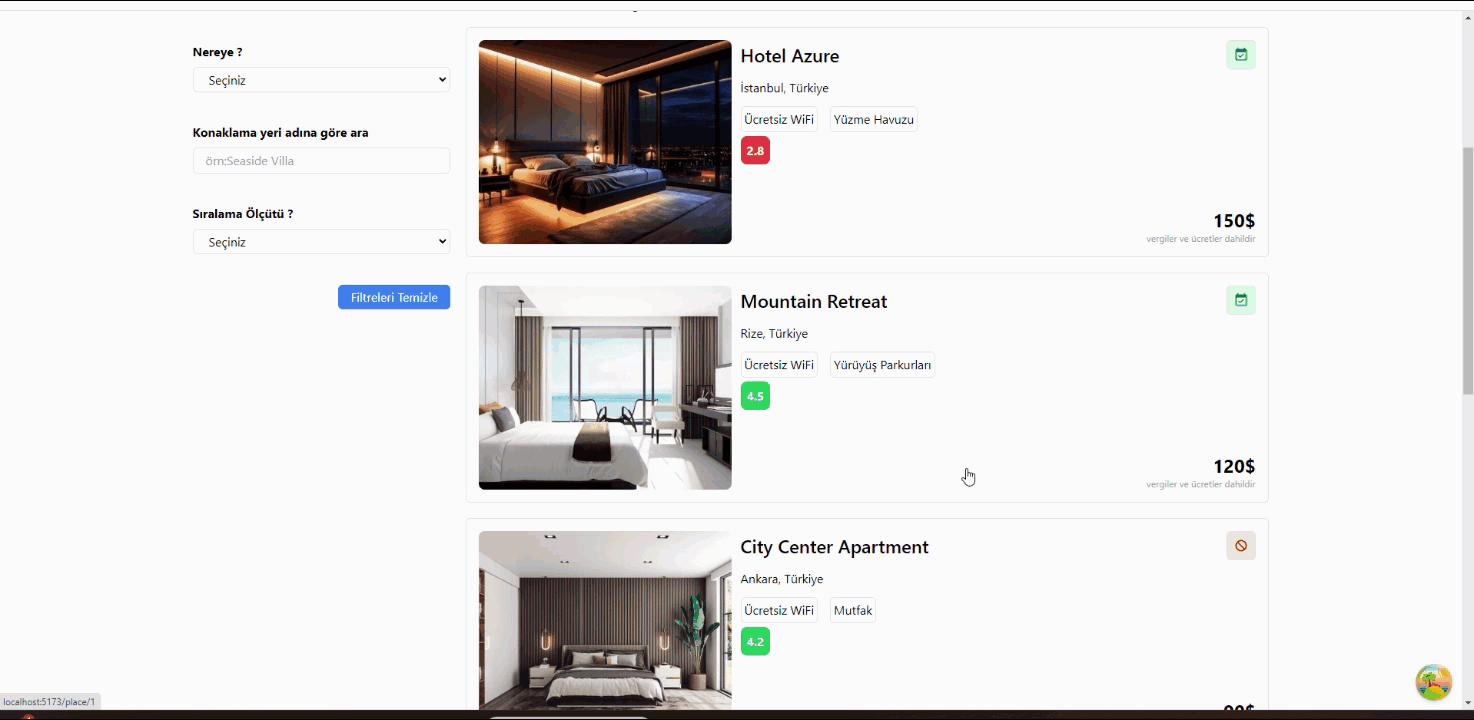 Nereye ?
Seçiniz
Konaklama yeri adına göre ara
örn:Seaside Villa
Sıralama Ölçütü ?
Seçiniz
Filtreleri Temizle
Hotel Azure
İstanbul, Türkiye
Ücretsiz WiFi
Yüzme Havuzu
2.8
150$
vergiler ve ücretler dahildir
Mountain Retreat
Rize, Türkiye
Ücretsiz WiFi
Yürüyüş Parkurları
4.5
120$
vergiler ve ücretler dahildir
City Center Apartment
Ankara, Türkiye
Ücretsiz WiFi
Mutfak
4.2
localhost:5173/place/1